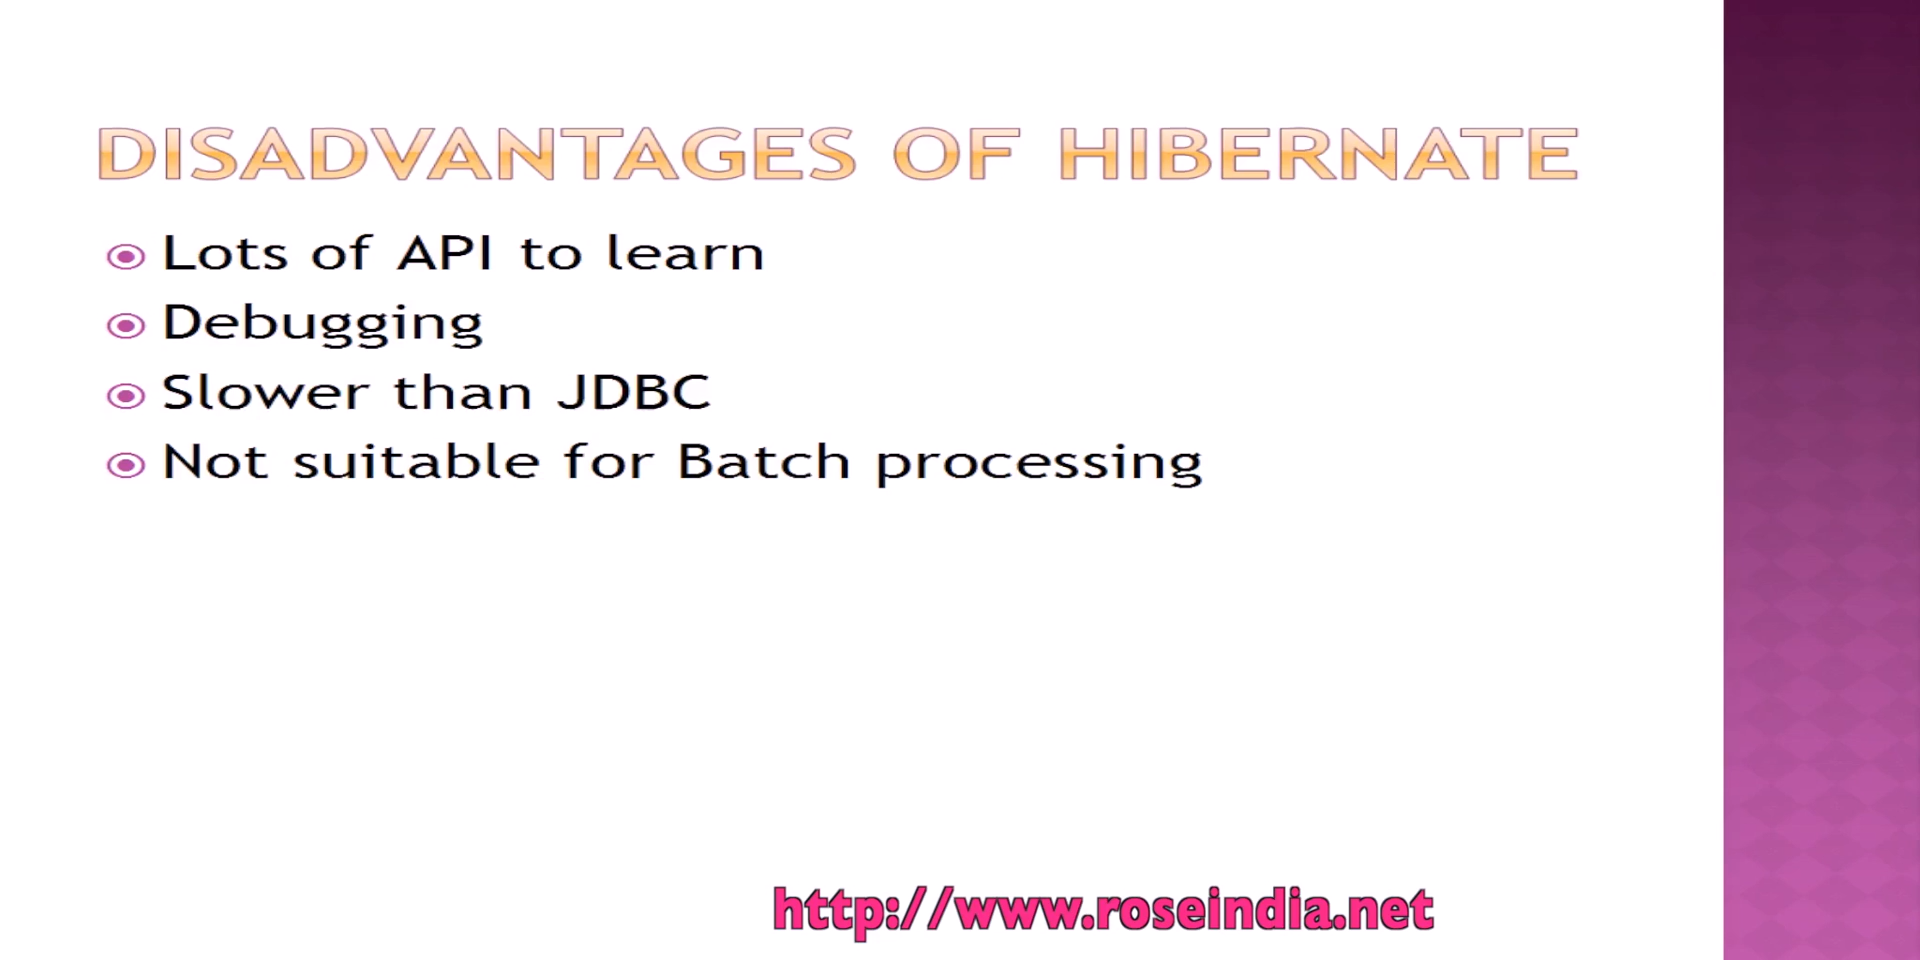 DISADVANTAGES OF HIBERNATE
Lots of API to learn
Debugging
Slower than JDBC
Not suitable for Batch processing
http://www.roseindia.net